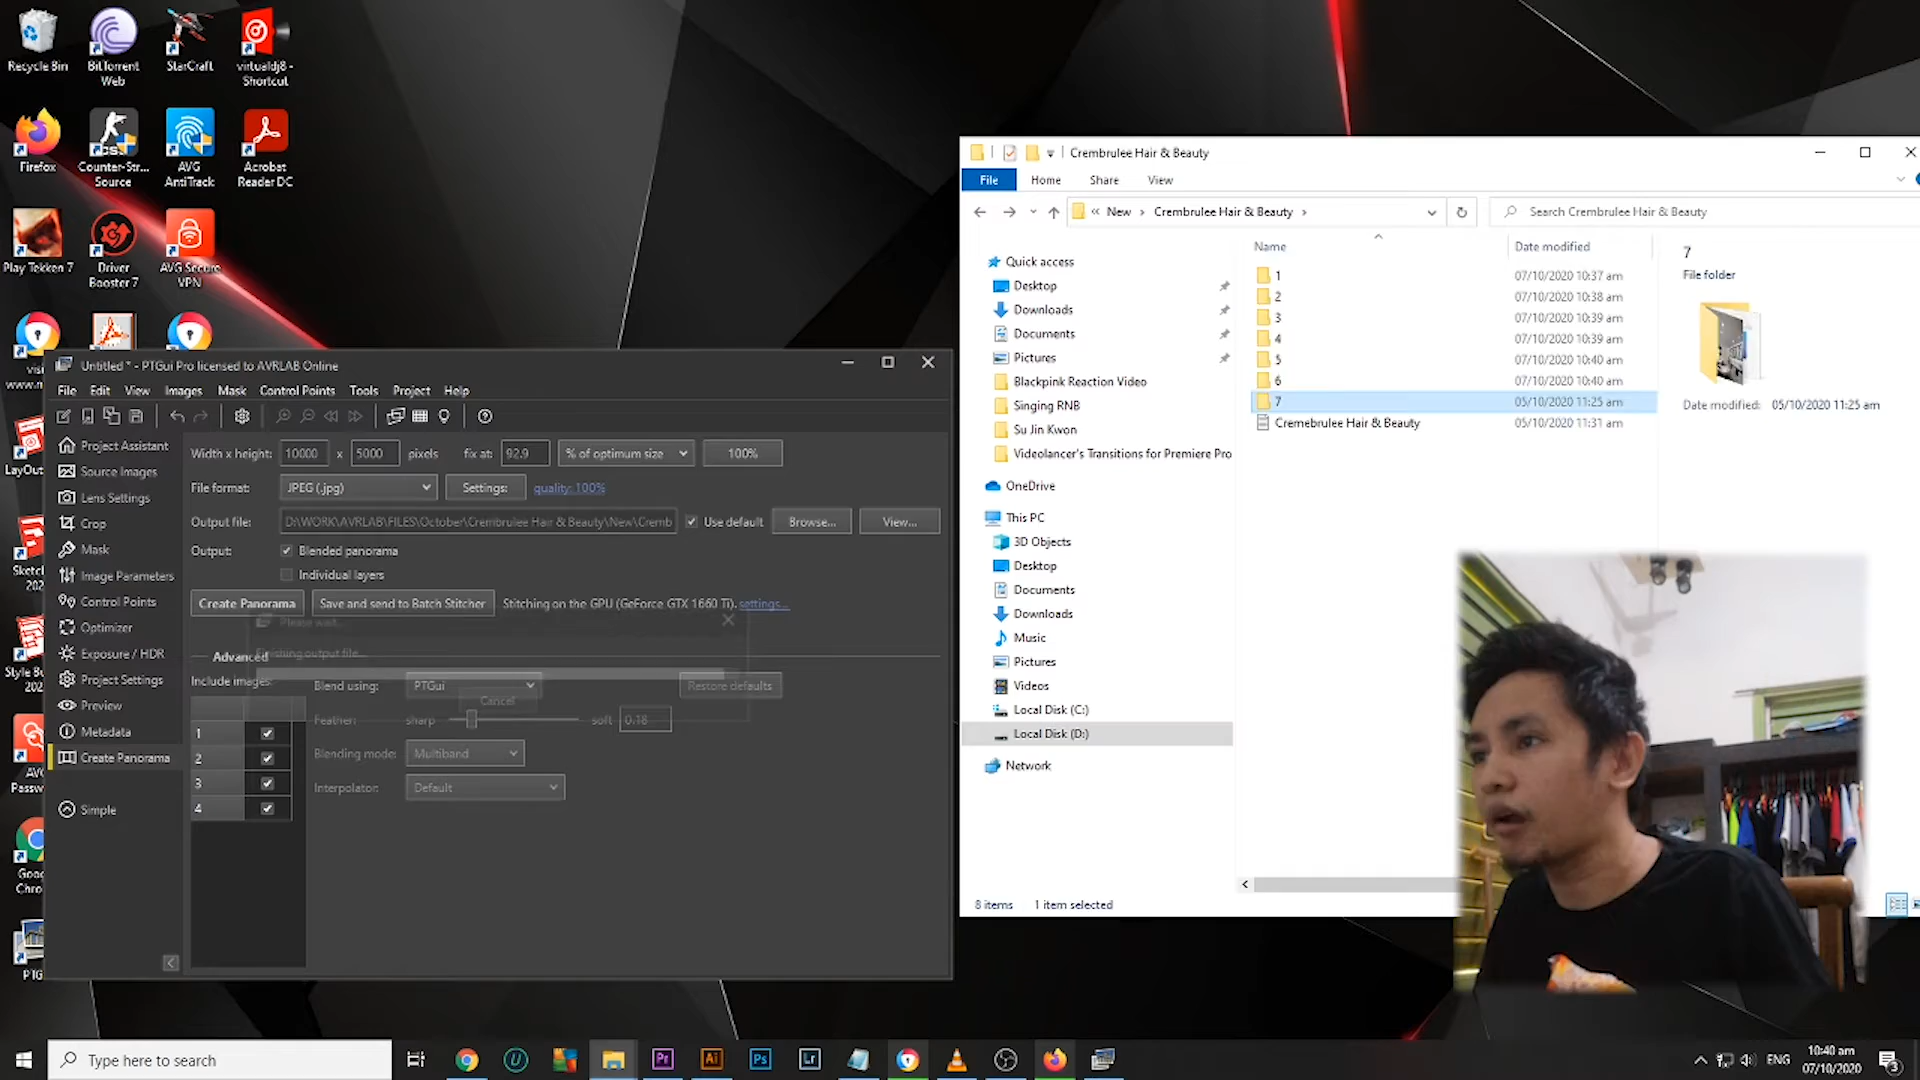 Recycle Bin
BitTorrent Web
StarCraft
virtualdj8 - Shortcut
Firefox
Counter-Str... Source
AVG AntiTrack
Acrobat Reader DC
Play Tekken 7
Driver Booster 7
AVG Secure VPN
Untitled * - PTGui Pro licensed to AVRLAB Online
File Edit View Images Mask Control Points Tools Project Help
Project Assistant
Source Images
Lens Settings
Crop
Mask
Image Parameters
Control Points
Optimizer
Exposure / HDR
Project Settings
Preview
Metadata
Create Panorama
Simple
Width x height: 10000 x 5000 pixels fix at: 92.9 % of optimum size 100%
File format: JPEG (.jpg) Settings: quality: 100%
Output file: D:\WORK\AVRLAB\FILES\October\Crembrulee Hair & Beauty\New\Cremb Use default Browse... View...
Output: Blended panorama
Individual layers
Create Panorama Save and send to Batch Stitcher Stitching on the GPU (GeForce GTX 1660 Ti). settings...
Please wait...
Finishing output file...
Cancel
Advanced
Include images:
1
2
3
4
Blend using: PTGui Restore defaults
Feather: sharp soft 0.18
Blending mode: Multiband
Interpolator: Default
Crembrulee Hair & Beauty
File Home Share View
« New › Crembrulee Hair & Beauty ›
Search Crembrulee Hair & Beauty
Quick access
Desktop
Downloads
Documents
Pictures
Blackpink Reaction Video
Singing RNB
Su Jin Kwon
Videolancer's Transitions for Premiere Pro
OneDrive
This PC
3D Objects
Desktop
Documents
Downloads
Music
Pictures
Videos
Local Disk (C:)
Local Disk (D:)
Network
Name Date modified
1 07/10/2020 10:37 am
2 07/10/2020 10:38 am
3 07/10/2020 10:39 am
4 07/10/2020 10:39 am
5 07/10/2020 10:40 am
6 07/10/2020 10:40 am
7 05/10/2020 11:25 am
Cremebrulee Hair & Beauty 05/10/2020 11:31 am
7
File folder
Date modified: 05/10/2020 11:25 am
8 items 1 item selected
Type here to search
Pr
Ai
Ps
Lr
ENG
10:40 am
07/10/2020
3